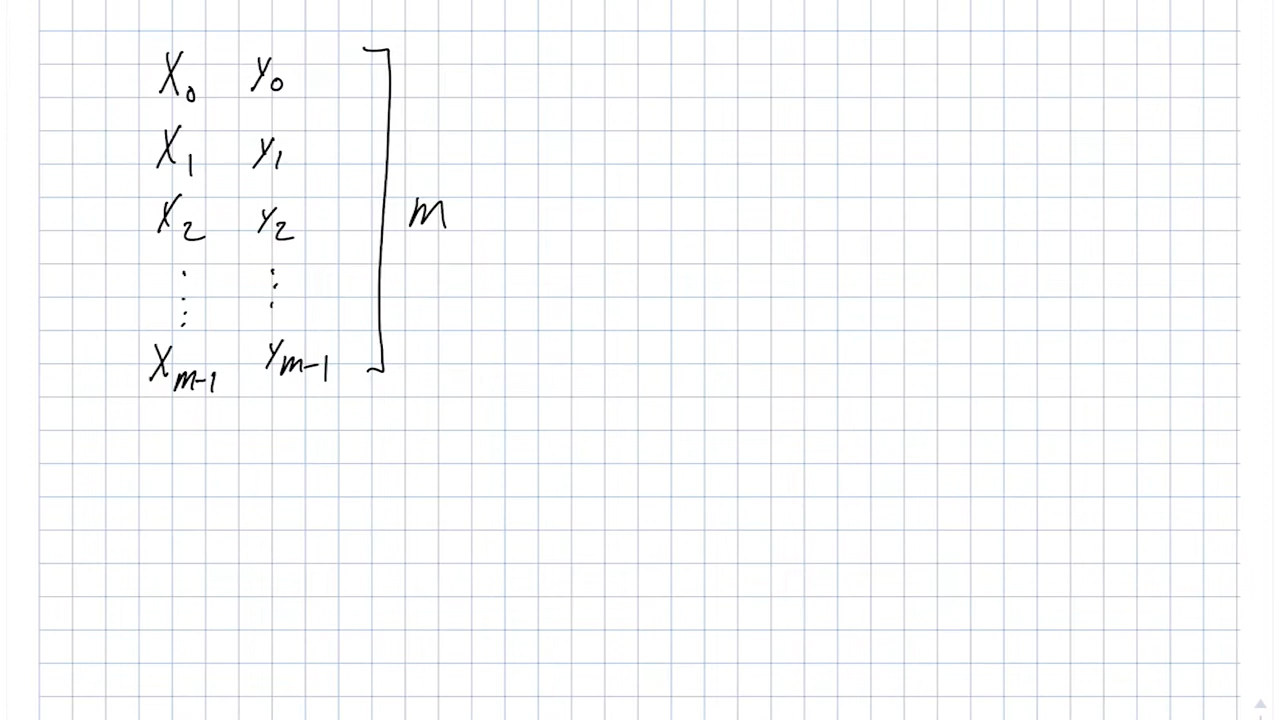 X₀ y₀
X₁ y₁
X₂ y₂ m
⋮ ⋮
Xₘ₋₁ yₘ₋₁